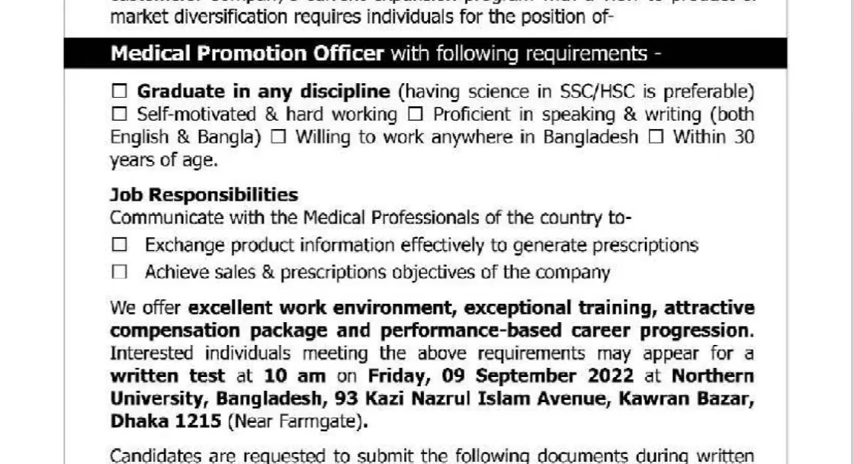 market diversification requires individuals for the position of-
Medical Promotion Officer with following requirements -
☐ Graduate in any discipline (having science in SSC/HSC is preferable)
☐ Self-motivated & hard working ☐ Proficient in speaking & writing (both
English & Bangla) ☐ Willing to work anywhere in Bangladesh ☐ Within 30
years of age.
Job Responsibilities
Communicate with the Medical Professionals of the country to-
☐ Exchange product information effectively to generate prescriptions
☐ Achieve sales & prescriptions objectives of the company
We offer excellent work environment, exceptional training, attractive
compensation package and performance-based career progression.
Interested individuals meeting the above requirements may appear for a
written test at 10 am on Friday, 09 September 2022 at Northern
University, Bangladesh, 93 Kazi Nazrul Islam Avenue, Kawran Bazar,
Dhaka 1215 (Near Farmgate).
Candidates are requested to submit the following documents during written